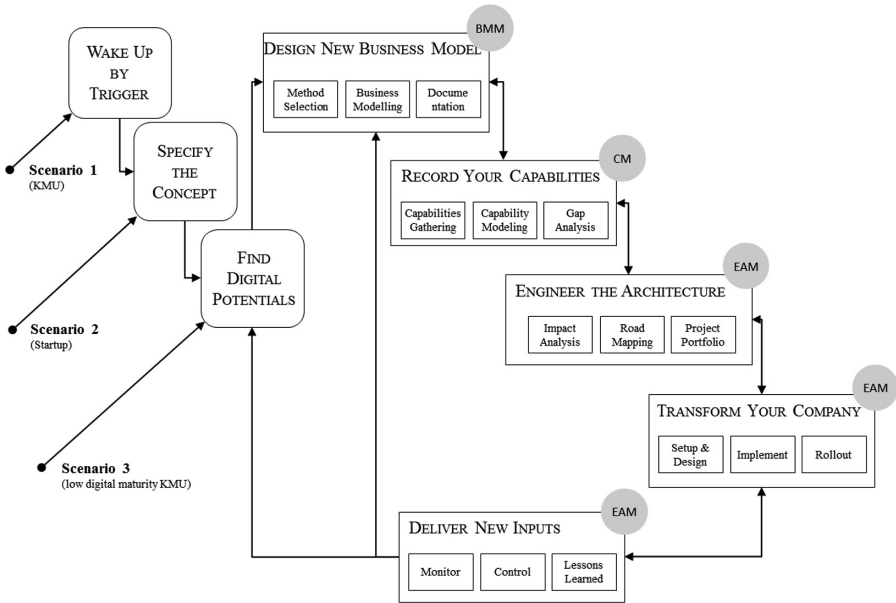 WAKE UP
BY
TRIGGER
SPECIFY
THE
CONCEPT
FIND
DIGITAL
POTENTIALS
Scenario 1
(KMU)
Scenario 2
(Startup)
Scenario 3
(low digital maturity KMU)
BMM
DESIGN NEW BUSINESS MODEL
Method
Selection
Business
Modelling
Docume
ntation
CM
RECORD YOUR CAPABILITIES
Capabilities
Gathering
Capability
Modeling
Gap
Analysis
EAM
ENGINEER THE ARCHITECTURE
Impact
Analysis
Road
Mapping
Project
Portfolio
EAM
TRANSFORM YOUR COMPANY
Setup &
Design
Implement
Rollout
EAM
DELIVER NEW INPUTS
Monitor
Control
Lessons
Learned